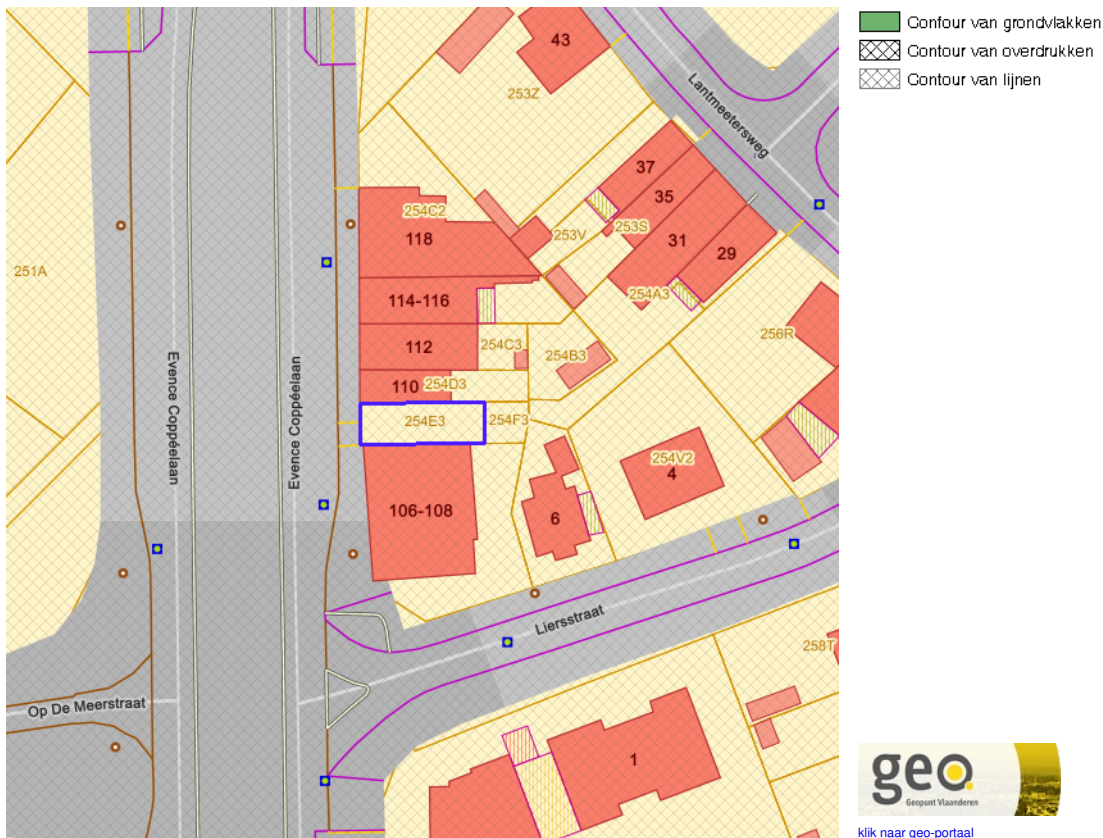 Contour van grondvlakken
Contour van overdrukken
Contour van lijnen
43
253Z
Lantmeetersweg
37
35
254C2
118
253V
253S
31
29
251A
114-116
254A3
256R
112
254C3
254B3
Evence Coppéelaan
Evence Coppéelaan
110
254D3
254E3
254F3
254V2
4
106-108
6
Liersstraat
258T
Op De Meerstraat
1
geo
Geopunt Vlaanderen
klik naar geo-portaal